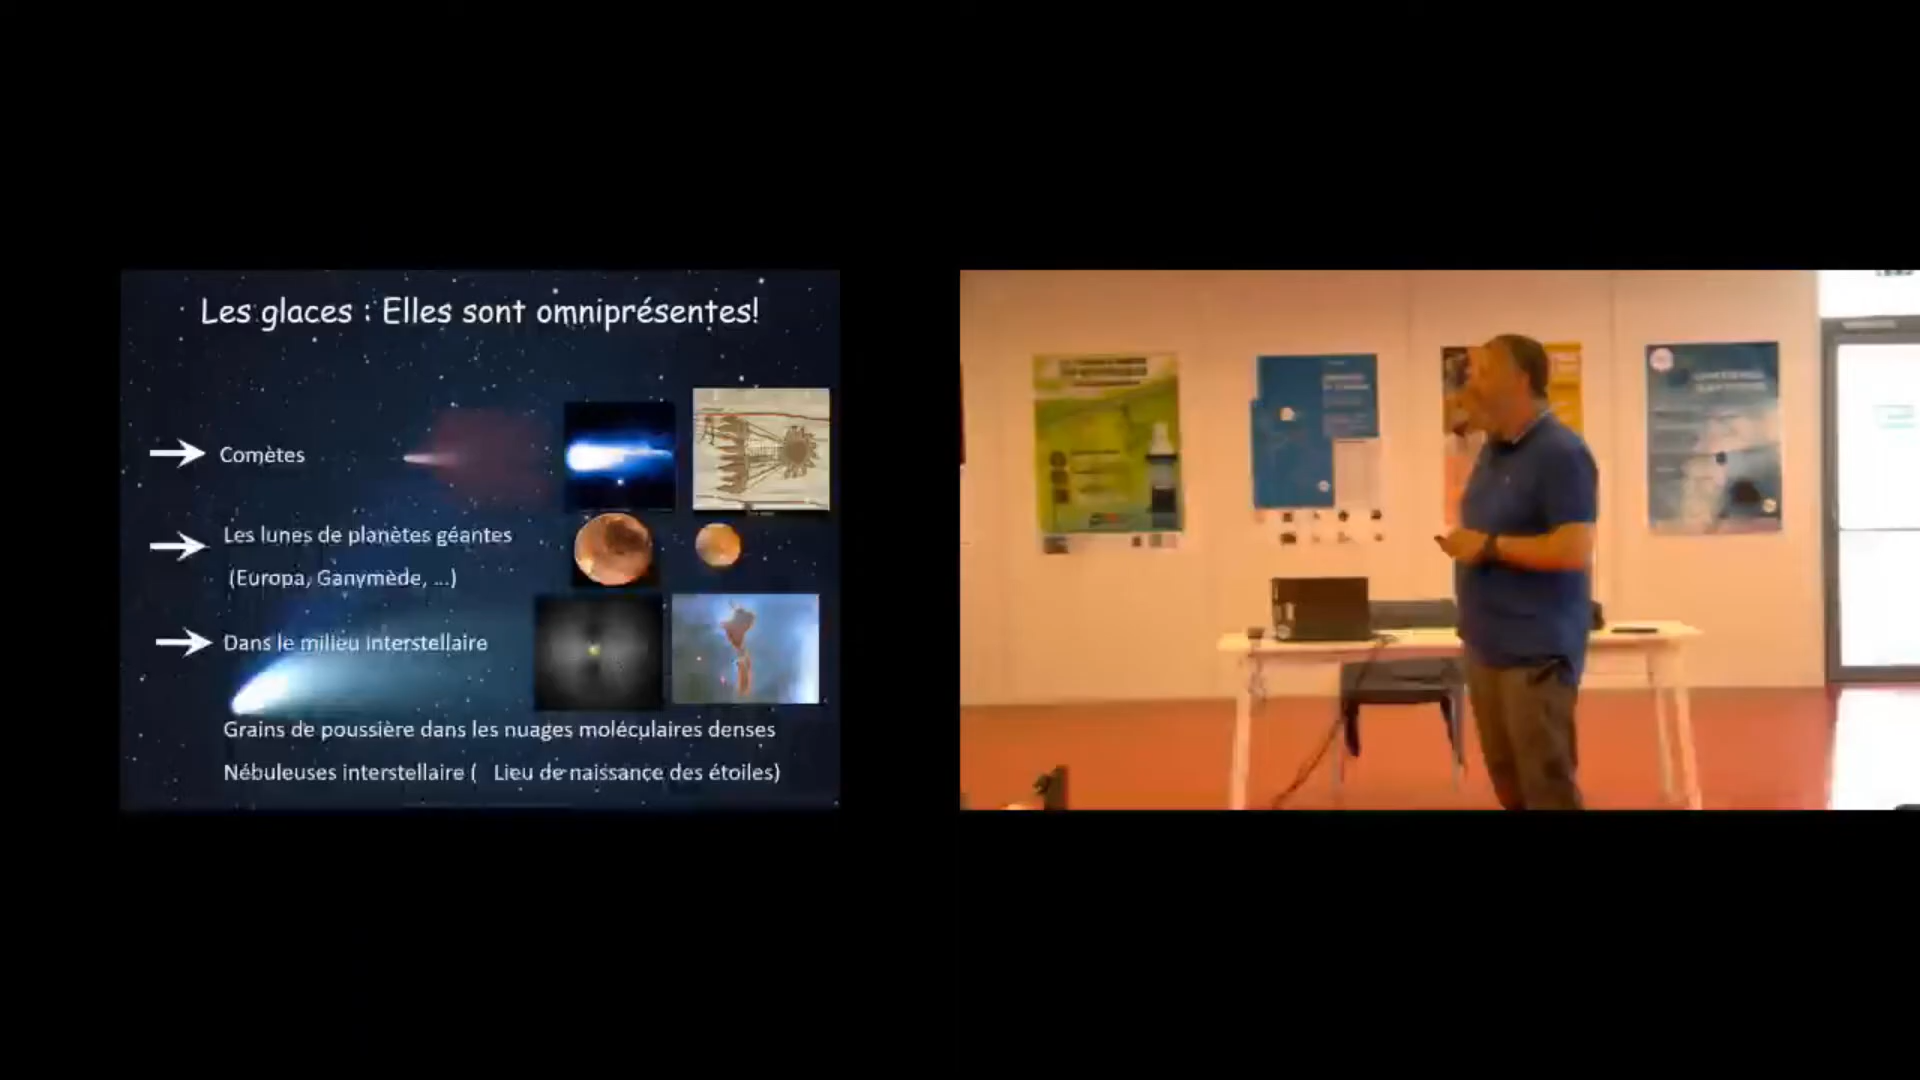 Les glaces : Elles sont omniprésentes!
Comètes
Les lunes de planètes géantes
(Europa, Ganymède, ...)
Dans le milieu interstellaire
Grains de poussière dans les nuages moléculaires denses
Nébuleuses interstellaire ( Lieu de naissance des étoiles)